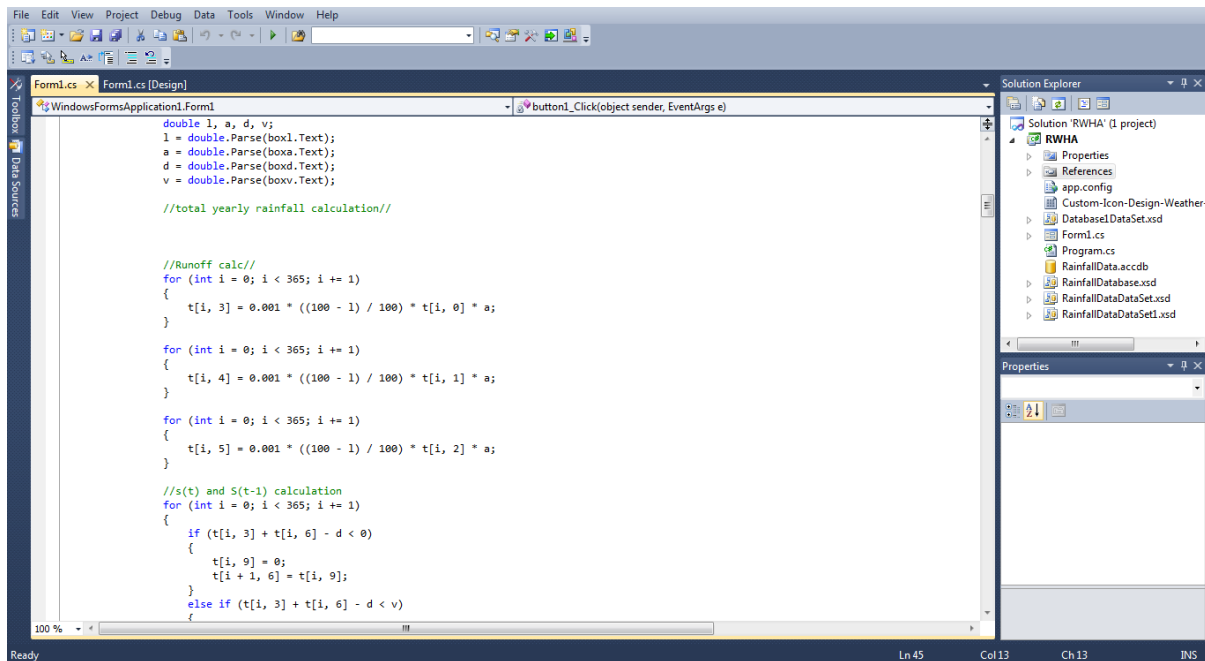 File Edit View Project Debug Data Tools Window Help
Form1.cs Form1.cs [Design]
WindowsFormsApplication1.Form1 button1_Click(object sender, EventArgs e)
Toolbox
Data Sources
double l, a, d, v;
l = double.Parse(boxl.Text);
a = double.Parse(boxa.Text);
d = double.Parse(boxd.Text);
v = double.Parse(boxv.Text);
//total yearly rainfall calculation//
//Runoff calc//
for (int i = 0; i < 365; i += 1)
{
t[i, 3] = 0.001 * ((100 - l) / 100) * t[i, 0] * a;
}
for (int i = 0; i < 365; i += 1)
{
t[i, 4] = 0.001 * ((100 - l) / 100) * t[i, 1] * a;
}
for (int i = 0; i < 365; i += 1)
{
t[i, 5] = 0.001 * ((100 - l) / 100) * t[i, 2] * a;
}
//s(t) and S(t-1) calculation
for (int i = 0; i < 365; i += 1)
{
if (t[i, 3] + t[i, 6] - d < 0)
{
t[i, 9] = 0;
t[i + 1, 6] = t[i, 9];
}
else if (t[i, 3] + t[i, 6] - d < v)
{
100 %
Solution Explorer
Solution 'RWHA' (1 project)
RWHA
Properties
References
app.config
Custom-Icon-Design-Weather-
Database1DataSet.xsd
Form1.cs
Program.cs
RainfallData.accdb
RainfallDatabase.xsd
RainfallDataDataSet.xsd
RainfallDataDataSet1.xsd
Properties
Ready Ln 45 Col 13 Ch 13 INS